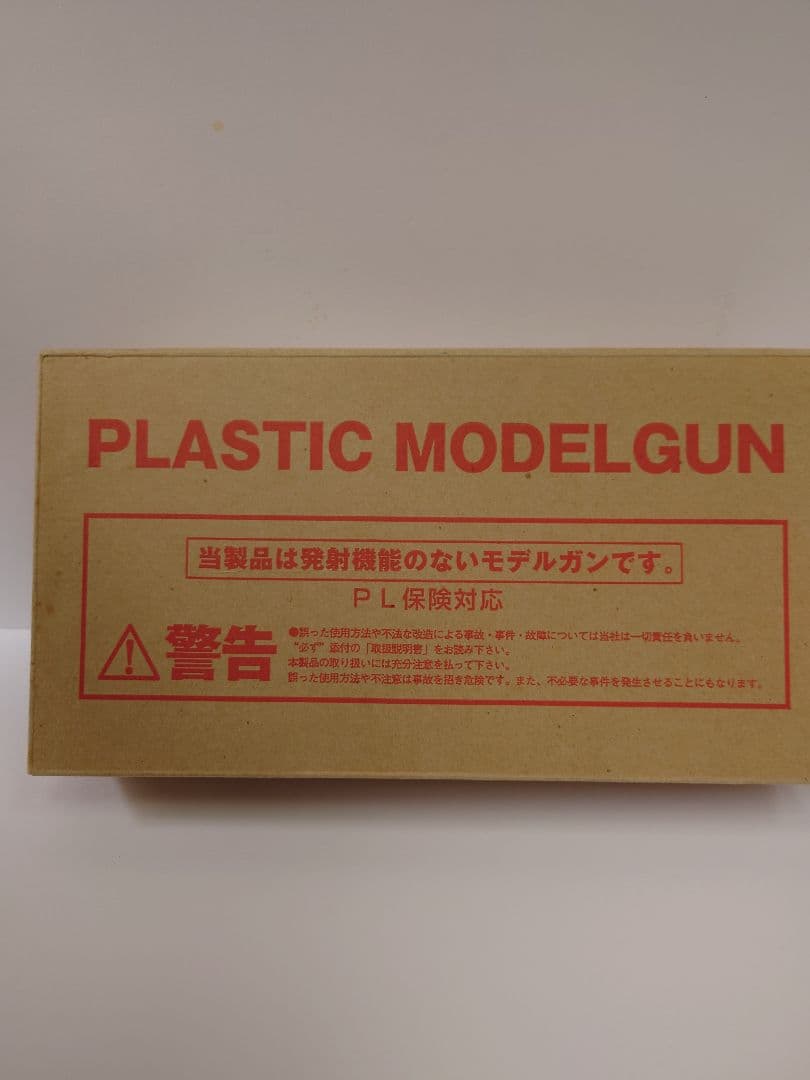 PLASTIC MODELGUN
当製品は発射機能のないモデルガンです。
PL保険対応
警告
●誤った使用方法や不法な改造による事故・事件・故障については当社は一切責任を負いません。
"必ず"添付の「取扱説明書」をお読み下さい。
本製品の取り扱いには充分注意を払って下さい。
誤った使用方法や不注意は事故を招き危険です。また、不必要な事件を発生させることにもなります。